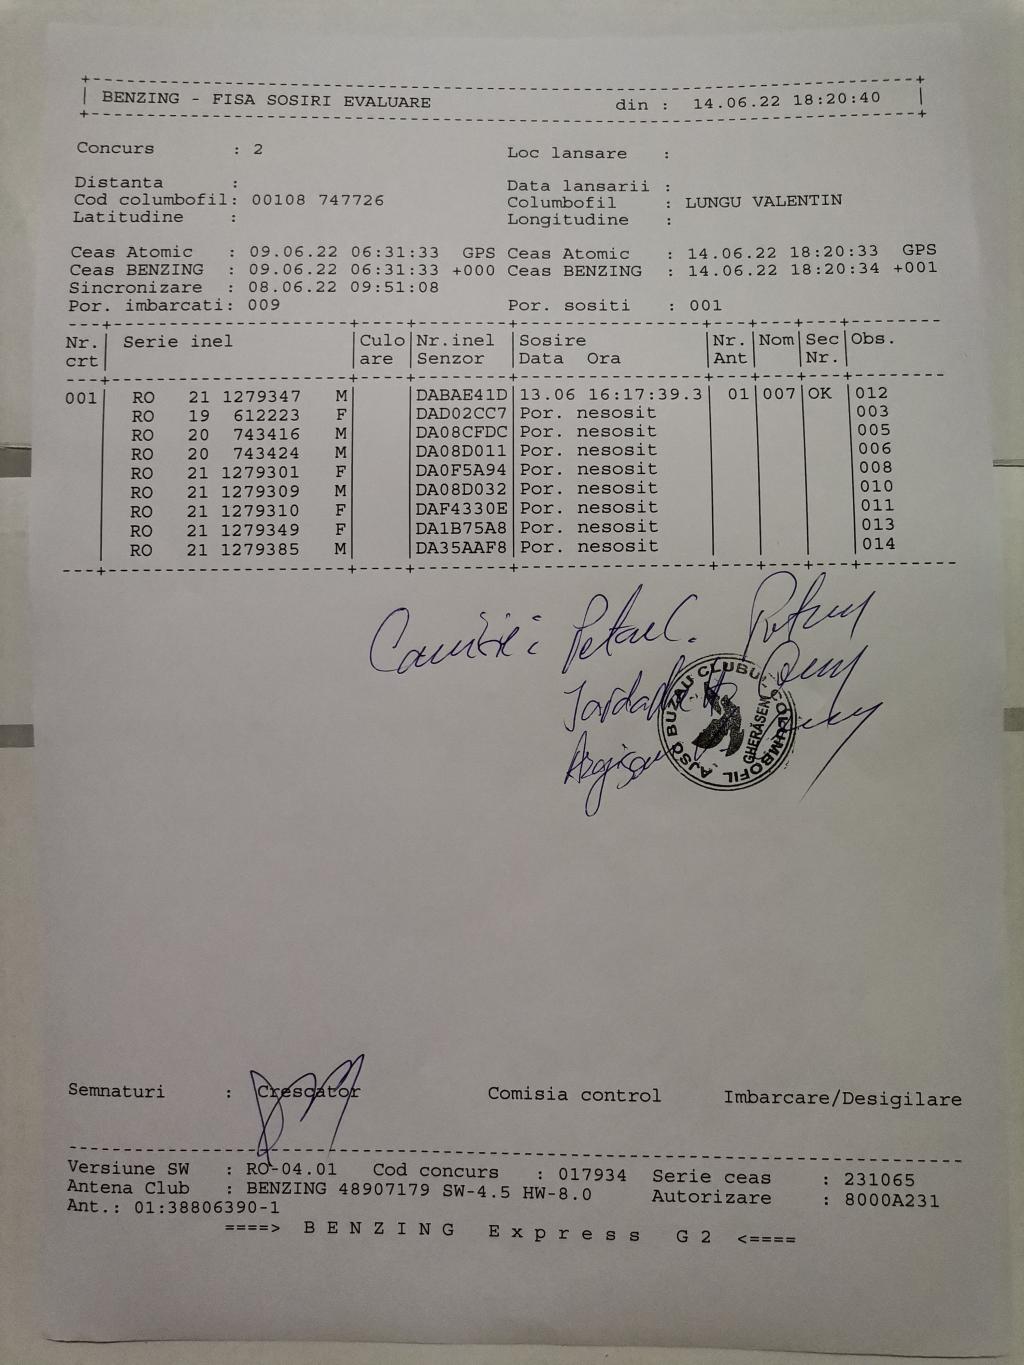 BENZING - FISA SOSIRI EVALUARE din : 14.06.22 18:20:40
Concurs : 2 Loc lansare :
Distanta : Data lansarii :
Cod columbofil: 00108 747726 Columbofil : LUNGU VALENTIN
Latitudine : Longitudine :
Ceas Atomic : 09.06.22 06:31:33 GPS Ceas Atomic : 14.06.22 18:20:33 GPS
Ceas BENZING : 09.06.22 06:31:33 +000 Ceas BENZING : 14.06.22 18:20:34 +001
Sincronizare : 08.06.22 09:51:08
Por. imbarcati: 009 Por. sositi : 001
Nr. Serie inel Culo Nr.inel Sosire Nr. Nom Sec Obs.
crt are Senzor Data Ora Ant Nr.
001 RO 21 1279347 M DABAE41D 13.06 16:17:39.3 01 007 OK 012
RO 19 612223 F DAD02CC7 Por. nesosit 003
RO 20 743416 M DA08CFDC Por. nesosit 005
RO 20 743424 M DA08D011 Por. nesosit 006
RO 21 1279301 F DA0F5A94 Por. nesosit 008
RO 21 1279309 M DA08D032 Por. nesosit 010
RO 21 1279310 F DAF4330E Por. nesosit 011
RO 21 1279349 F DA1B75A8 Por. nesosit 013
RO 21 1279385 M DA35AAF8 Por. nesosit 014
AJSC BUZAU CLUBUL COLUMBOFIL
GHERĂSENI
Semnaturi : Crescator Comisia control Imbarcare/Desigilare
Versiune SW : RO-04.01 Cod concurs : 017934 Serie ceas : 231065
Antena Club : BENZING 48907179 SW-4.5 HW-8.0 Autorizare : 8000A231
Ant.: 01:38806390-1
====> B E N Z I N G E x p r e s s G 2 <====